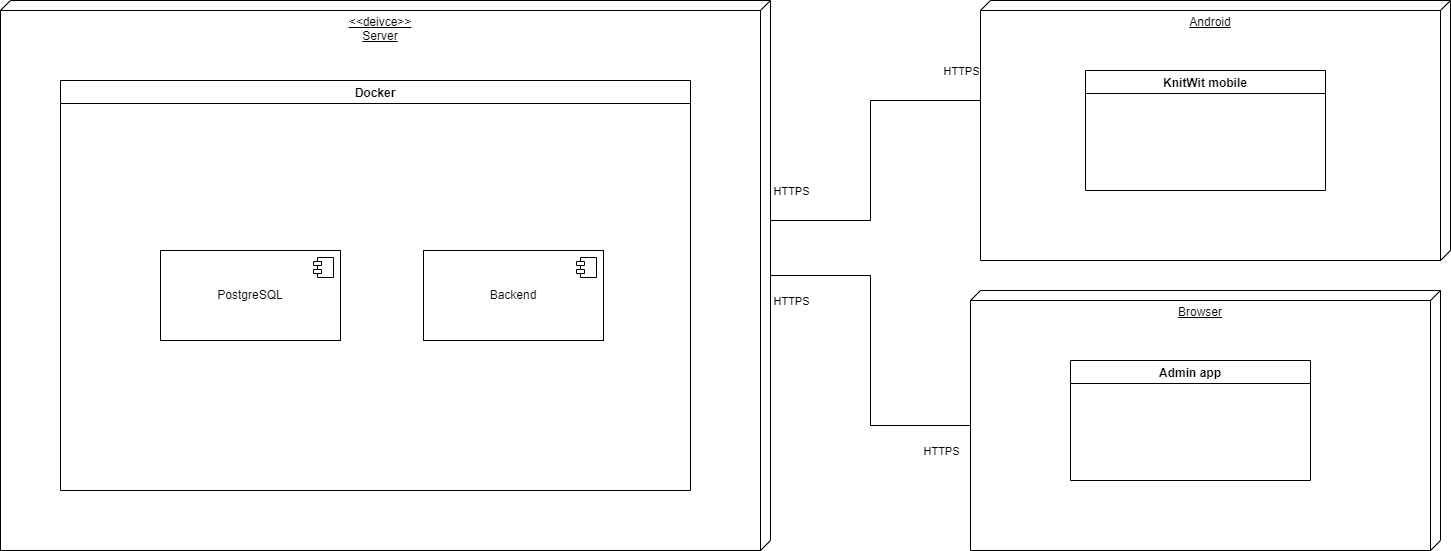 <<deivce>>
Server
Docker
PostgreSQL
Backend
HTTPS
HTTPS
HTTPS
HTTPS
Android
KnitWit mobile
Browser
Admin app